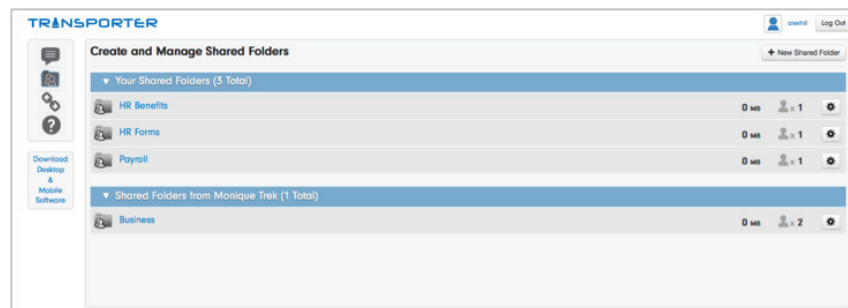 TRANSPORTER
alexhill Log Out
Create and Manage Shared Folders
+ New Shared Folder
▼ Your Shared Folders (3 Total)
HR Benefits 0 MB x 1
HR Forms 0 MB x 1
Payroll 0 MB x 1
Download
Desktop
&
Mobile
Software
▼ Shared Folders from Monique Trek (1 Total)
Business 0 MB x 2